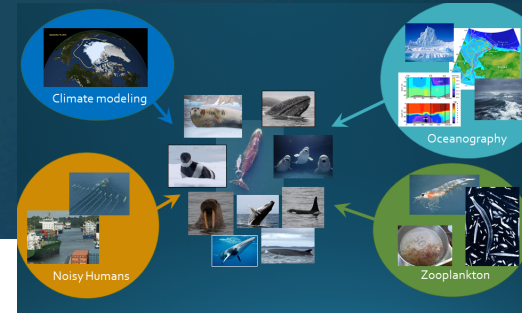 Climate modeling
Oceanography
Noisy Humans
Zooplankton